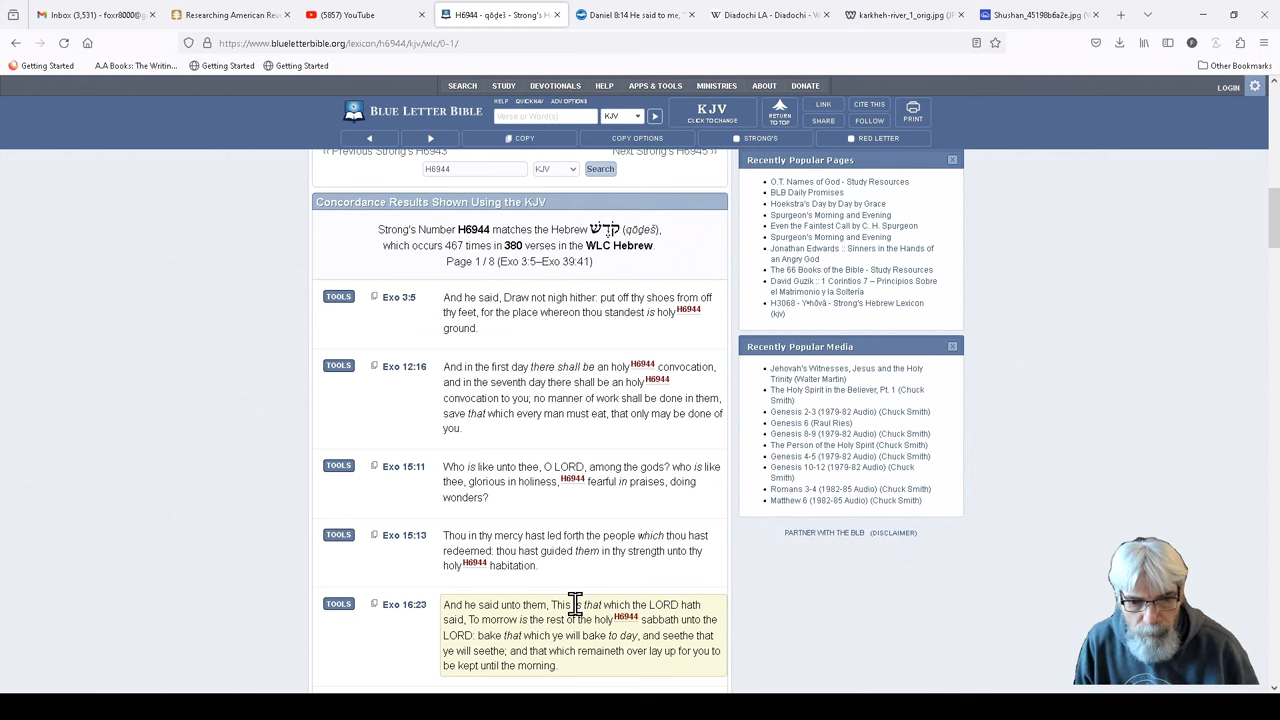 Inbox (3,531) - foxr8000@gm
Researching American Rev
(5857) YouTube
H6944 - qōḏeš - Strong's H
Daniel 8:14 He said to me, "
Diadochi LA - Diadochi - W
karkheh-river_1_orig.jpg (JP
Shushan_45198b6a2e.jpg (
https://www.blueletterbible.org/lexicon/h6944/kjv/wlc/0-1/
Getting Started
A.A Books: The Writin...
Getting Started
Getting Started
Other Bookmarks
SEARCH
STUDY
DEVOTIONALS
HELP
APPS & TOOLS
MINISTRIES
ABOUT
DONATE
LOGIN
BLUE LETTER BIBLE
HELP
QUICKNAV
ADV OPTIONS
Verse or Word(s)
KJV
KJV
CLICK TO CHANGE
RETURN
TO TOP
LINK
SHARE
CITE THIS
FOLLOW
PRINT
COPY
COPY OPTIONS
STRONG'S
RED LETTER
‹‹ Previous Strong's H6943
Next Strong's H6945 ››
H6944
KJV
Search
Concordance Results Shown Using the KJV
Strong's Number H6944 matches the Hebrew קֹדֶשׁ (qōḏeš),
which occurs 467 times in 380 verses in the WLC Hebrew.
Page 1 / 8 (Exo 3:5–Exo 39:41)
TOOLS
Exo 3:5
And he said, Draw not nigh hither: put off thy shoes from off
thy feet, for the place whereon thou standest is holy H6944
ground.
TOOLS
Exo 12:16
And in the first day there shall be an holy H6944 convocation,
and in the seventh day there shall be an holy H6944
convocation to you; no manner of work shall be done in them,
save that which every man must eat, that only may be done of
you.
TOOLS
Exo 15:11
Who is like unto thee, O LORD, among the gods? who is like
thee, glorious in holiness, H6944 fearful in praises, doing
wonders?
TOOLS
Exo 15:13
Thou in thy mercy hast led forth the people which thou hast
redeemed: thou hast guided them in thy strength unto thy
holy H6944 habitation.
TOOLS
Exo 16:23
And he said unto them, This is that which the LORD hath
said, To morrow is the rest of the holy H6944 sabbath unto the
LORD: bake that which ye will bake to day, and seethe that
ye will seethe; and that which remaineth over lay up for you to
be kept until the morning.
Recently Popular Pages
O.T. Names of God - Study Resources
BLB Daily Promises
Hoekstra's Day by Day by Grace
Spurgeon's Morning and Evening
Even the Faintest Call by C. H. Spurgeon
Spurgeon's Morning and Evening
Jonathan Edwards :: Sinners in the Hands of
an Angry God
The 66 Books of the Bible - Study Resources
David Guzik :: 1 Corintios 7 – Principios Sobre
el Matrimonio y la Soltería
H3068 - Yᵊhōvâ - Strong's Hebrew Lexicon
(kjv)
Recently Popular Media
Jehovah's Witnesses, Jesus and the Holy
Trinity (Walter Martin)
The Holy Spirit in the Believer, Pt. 1 (Chuck
Smith)
Genesis 2-3 (1979-82 Audio) (Chuck Smith)
Genesis 6 (Raul Ries)
Genesis 8-9 (1979-82 Audio) (Chuck Smith)
The Person of the Holy Spirit (Chuck Smith)
Genesis 4-5 (1979-82 Audio) (Chuck Smith)
Genesis 10-12 (1979-82 Audio) (Chuck
Smith)
Romans 3-4 (1982-85 Audio) (Chuck Smith)
Matthew 6 (1982-85 Audio) (Chuck Smith)
PARTNER WITH THE BLB (DISCLAIMER)